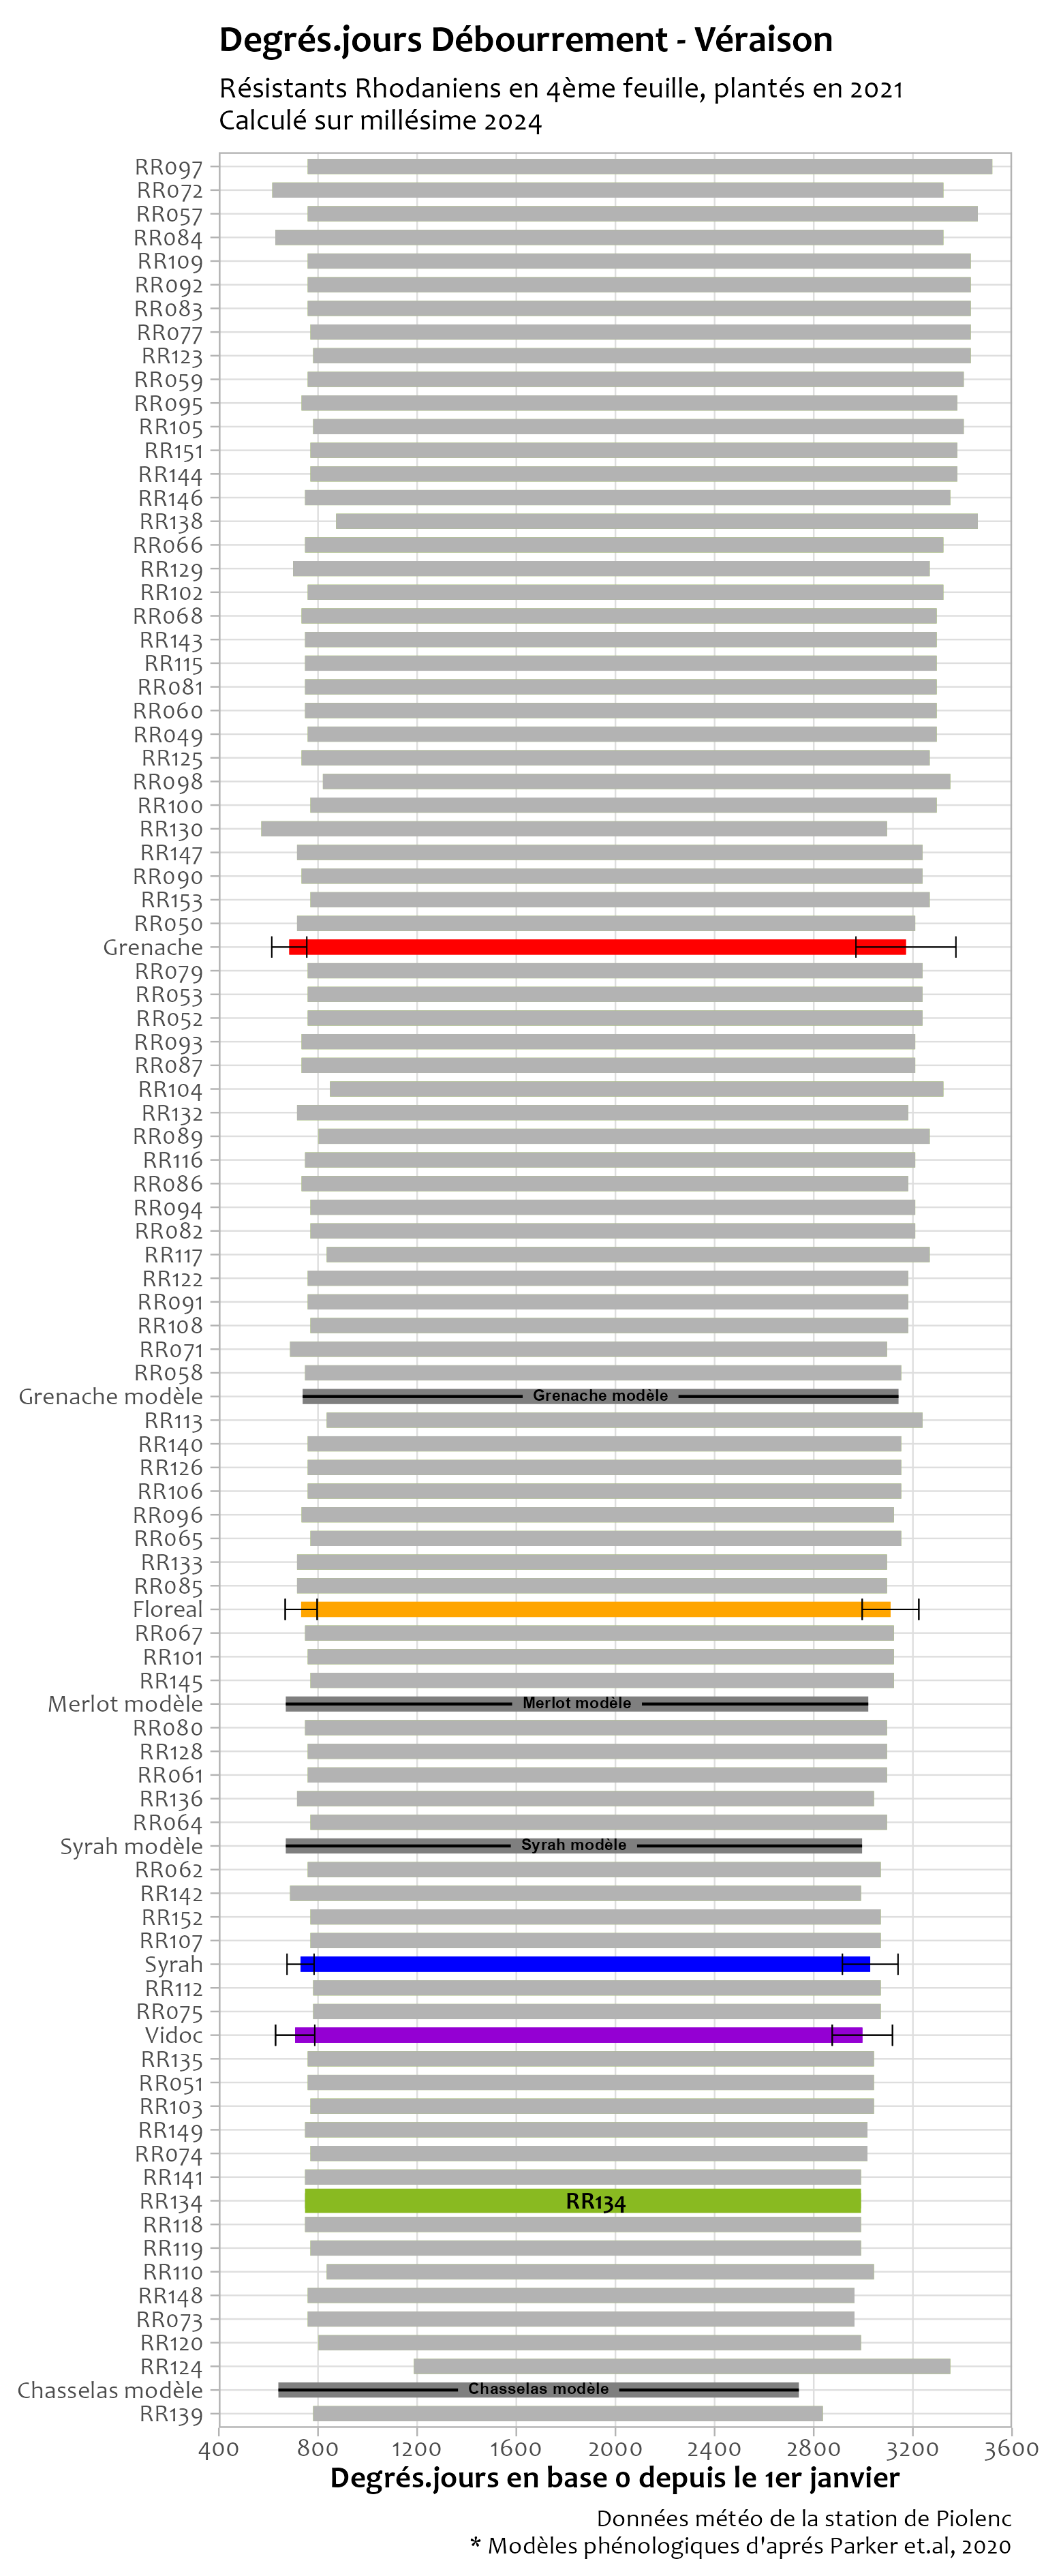 Degrés.jours Débourrement - Véraison
Résistants Rhodaniens en 4ème feuille, plantés en 2021
Calculé sur millésime 2024
RR097
RR072
RR057
RR084
RR109
RR092
RR083
RR077
RR123
RR059
RR095
RR105
RR151
RR144
RR146
RR138
RR066
RR129
RR102
RR068
RR143
RR115
RR081
RR060
RR049
RR125
RR098
RR100
RR130
RR147
RR090
RR153
RR050
Grenache
RR079
RR053
RR052
RR093
RR087
RR104
RR132
RR089
RR116
RR086
RR094
RR082
RR117
RR122
RR091
RR108
RR071
RR058
Grenache modèle Grenache modèle
RR113
RR140
RR126
RR106
RR096
RR065
RR133
RR085
Floreal
RR067
RR101
RR145
Merlot modèle Merlot modèle
RR080
RR128
RR061
RR136
RR064
Syrah modèle Syrah modèle
RR062
RR142
RR152
RR107
Syrah
RR112
RR075
Vidoc
RR135
RR051
RR103
RR149
RR074
RR141
RR134 RR134
RR118
RR119
RR110
RR148
RR073
RR120
RR124
Chasselas modèle Chasselas modèle
RR139
400 800 1200 1600 2000 2400 2800 3200 3600
Degrés.jours en base 0 depuis le 1er janvier
Données météo de la station de Piolenc
* Modèles phénologiques d'aprés Parker et.al, 2020